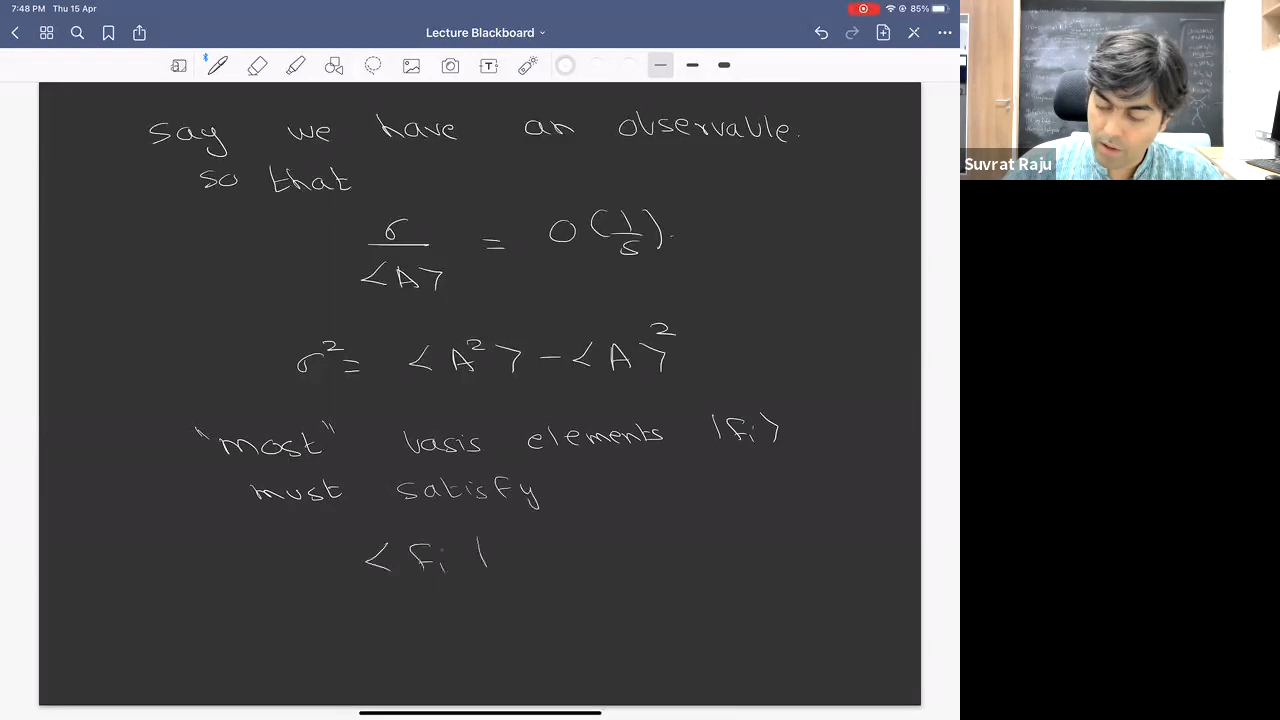 7:48 PM Thu 15 Apr
85%
Lecture Blackboard
Suvrat Raju
say we have an observable.
so that
σ/<A> = O(1/S).
σ² = <A²> - <A>²
"most" basis elements |fi>
must satisfy
<fi|